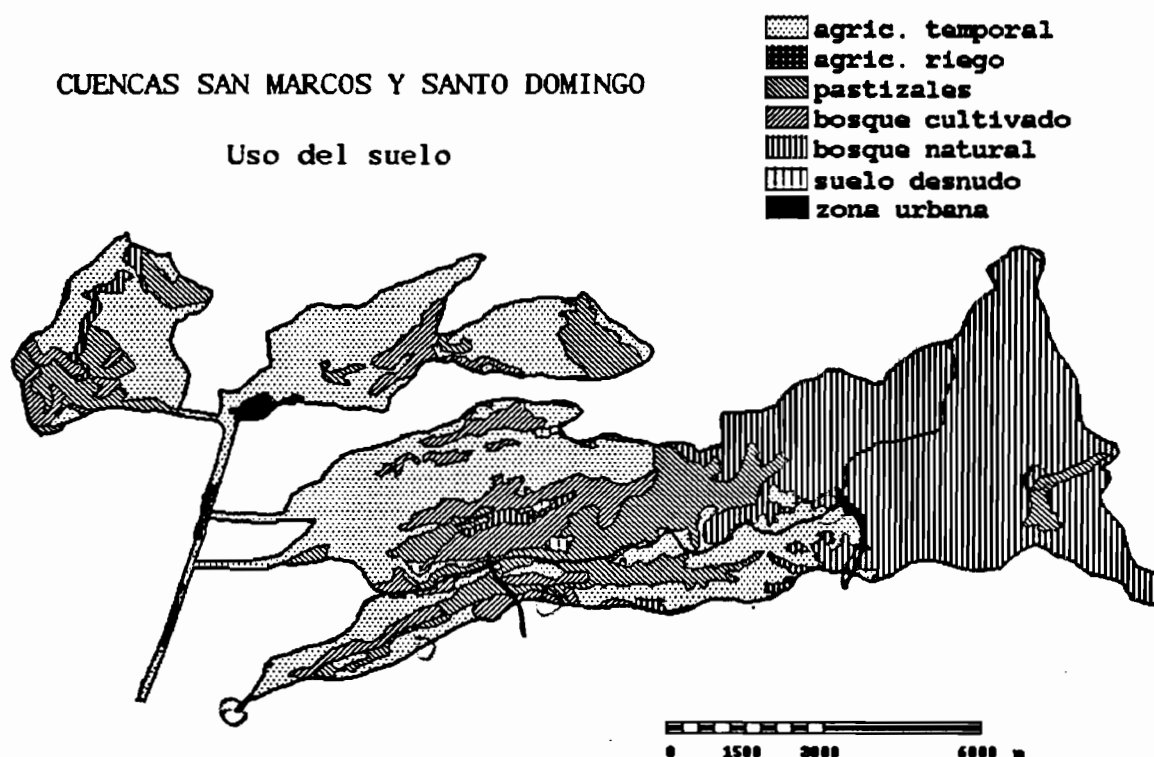 CUENCAS SAN MARCOS Y SANTO DOMINGO
Uso del suelo
agric. temporal
agric. riego
pastizales
bosque cultivado
bosque natural
suelo desnudo
zona urbana
0 1500 3000 6000 m